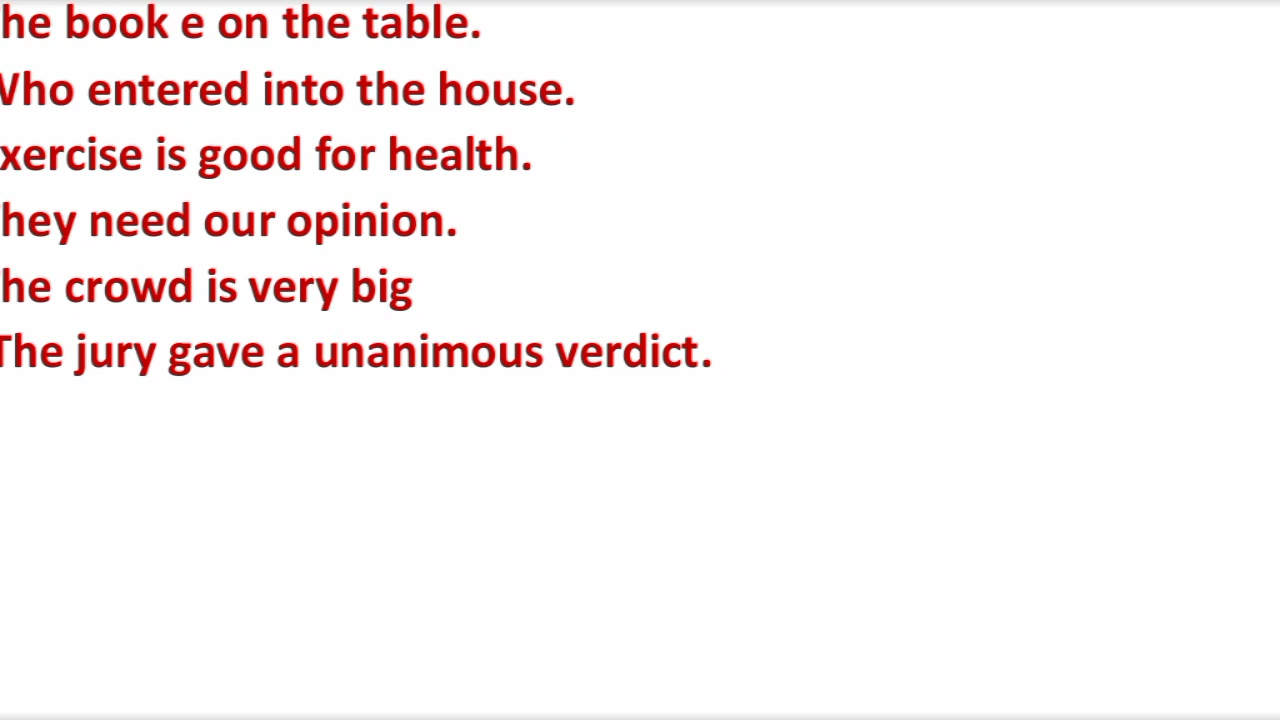 he book e on the table.
Who entered into the house.
xercise is good for health.
hey need our opinion.
he crowd is very big
The jury gave a unanimous verdict.